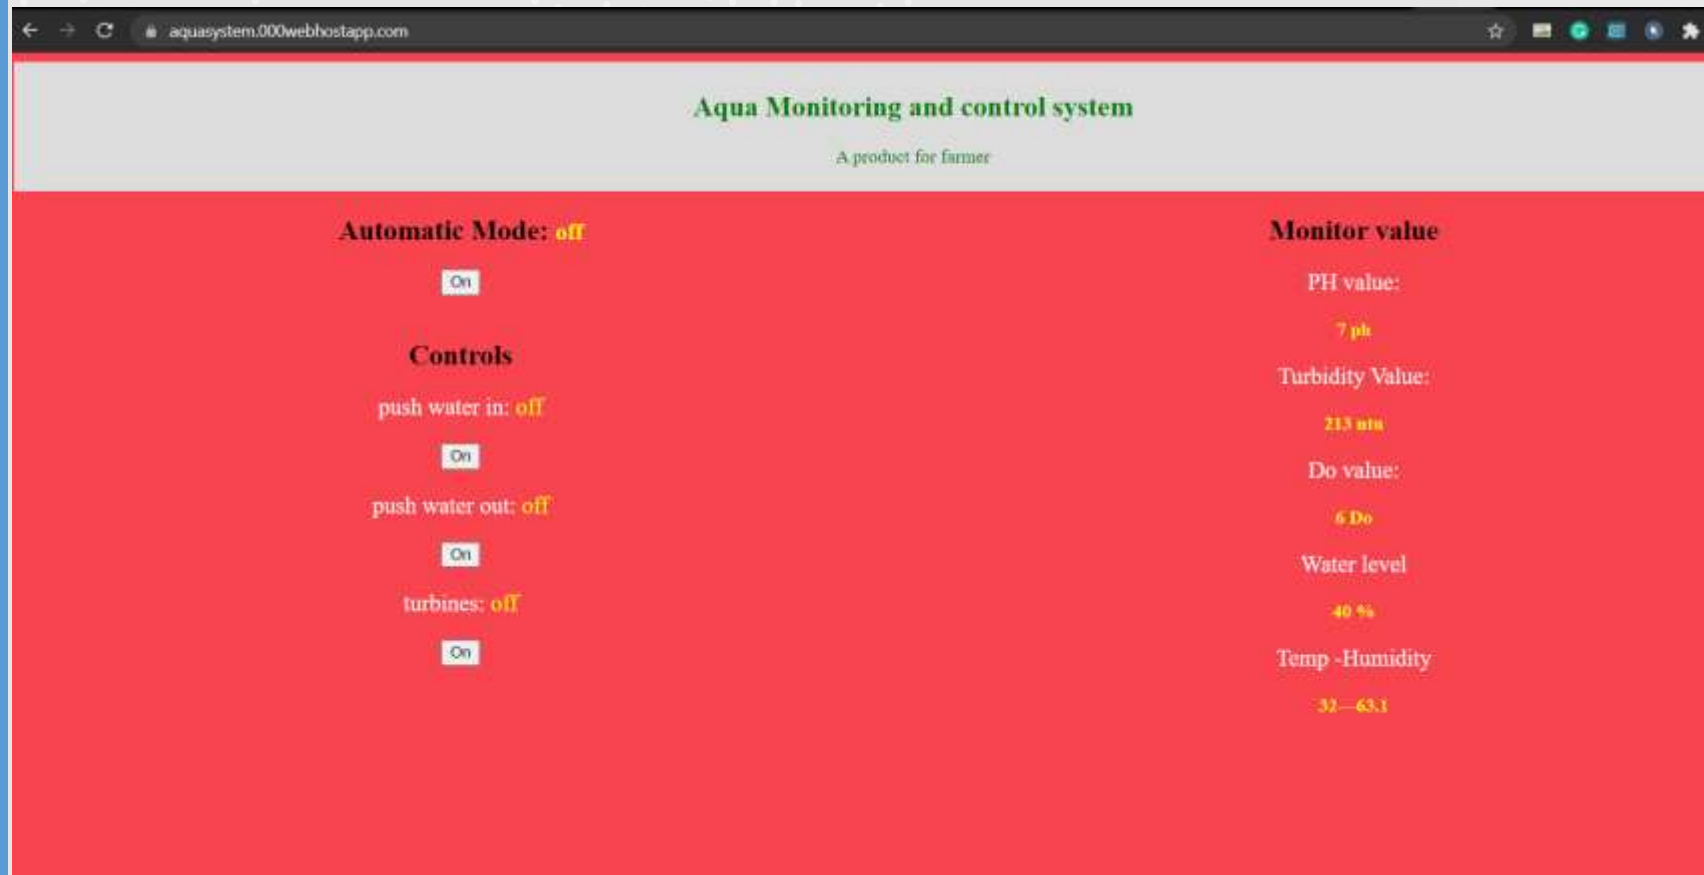 aquasystem.000webhostapp.com
Aqua Monitoring and control system
A product for farmer
Automatic Mode: off
On
Controls
push water in: off
On
push water out: off
On
turbines: off
On
Monitor value
PH value:
7 ph
Turbidity Value:
213 ntu
Do value:
6 Do
Water level
40 %
Temp -Humidity
32---63.1